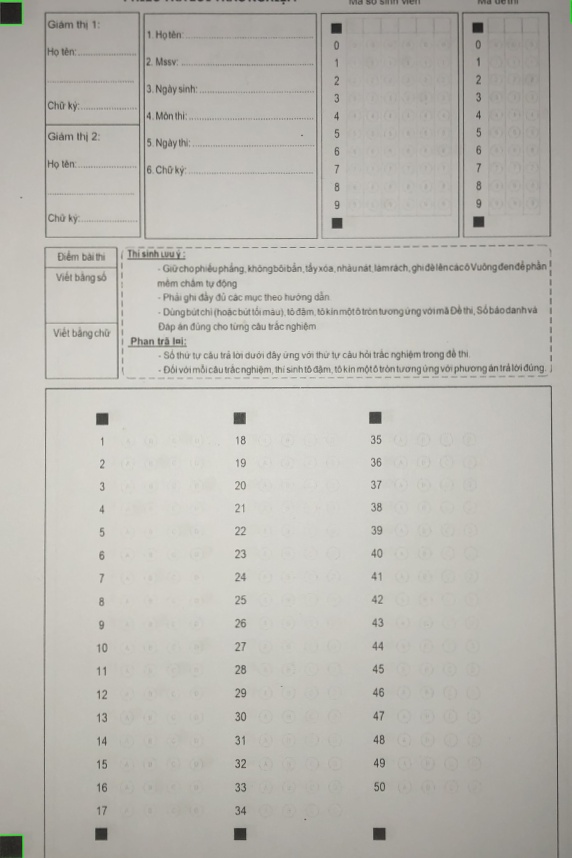 Mã số sinh viên
Mã đề thi
Giám thị 1:
Họ tên:
Chữ ký:
Giám thị 2:
Họ tên:
Chữ ký:
1. Họ tên:
2. Mssv:
3. Ngày sinh:
4. Môn thi:
5. Ngày thi:
6. Chữ ký:
0
1
2
3
4
5
6
7
8
9
0
1
2
3
4
5
6
7
8
9
Điểm bài thi
Viết bằng số
Viết bằng chữ
Thí sinh lưu ý:
- Giữ cho phiếu phẳng, không bôi bẩn, tẩy xóa, nhàu nát, làm rách, ghi đè lên các ô Vuông đen để phần
mềm chấm tự động
- Phải ghi đầy đủ các mục theo hướng dẫn
- Dùng bút chì (hoặc bút tối màu), tô đậm, tô kín một ô tròn tương ứng với mã Đề thi, Số báo danh và
Đáp án đúng cho từng câu trắc nghiệm
Phần trả lời:
- Số thứ tự câu trả lời dưới đây ứng với thứ tự câu hỏi trắc nghiệm trong đề thi.
- Đối với mỗi câu trắc nghiệm, thí sinh tô đậm, tô kín một ô tròn tương ứng với phương án trả lời đúng.
1
2
3
4
5
6
7
8
9
10
11
12
13
14
15
16
17
18
19
20
21
22
23
24
25
26
27
28
29
30
31
32
33
34
35
36
37
38
39
40
41
42
43
44
45
46
47
48
49
50